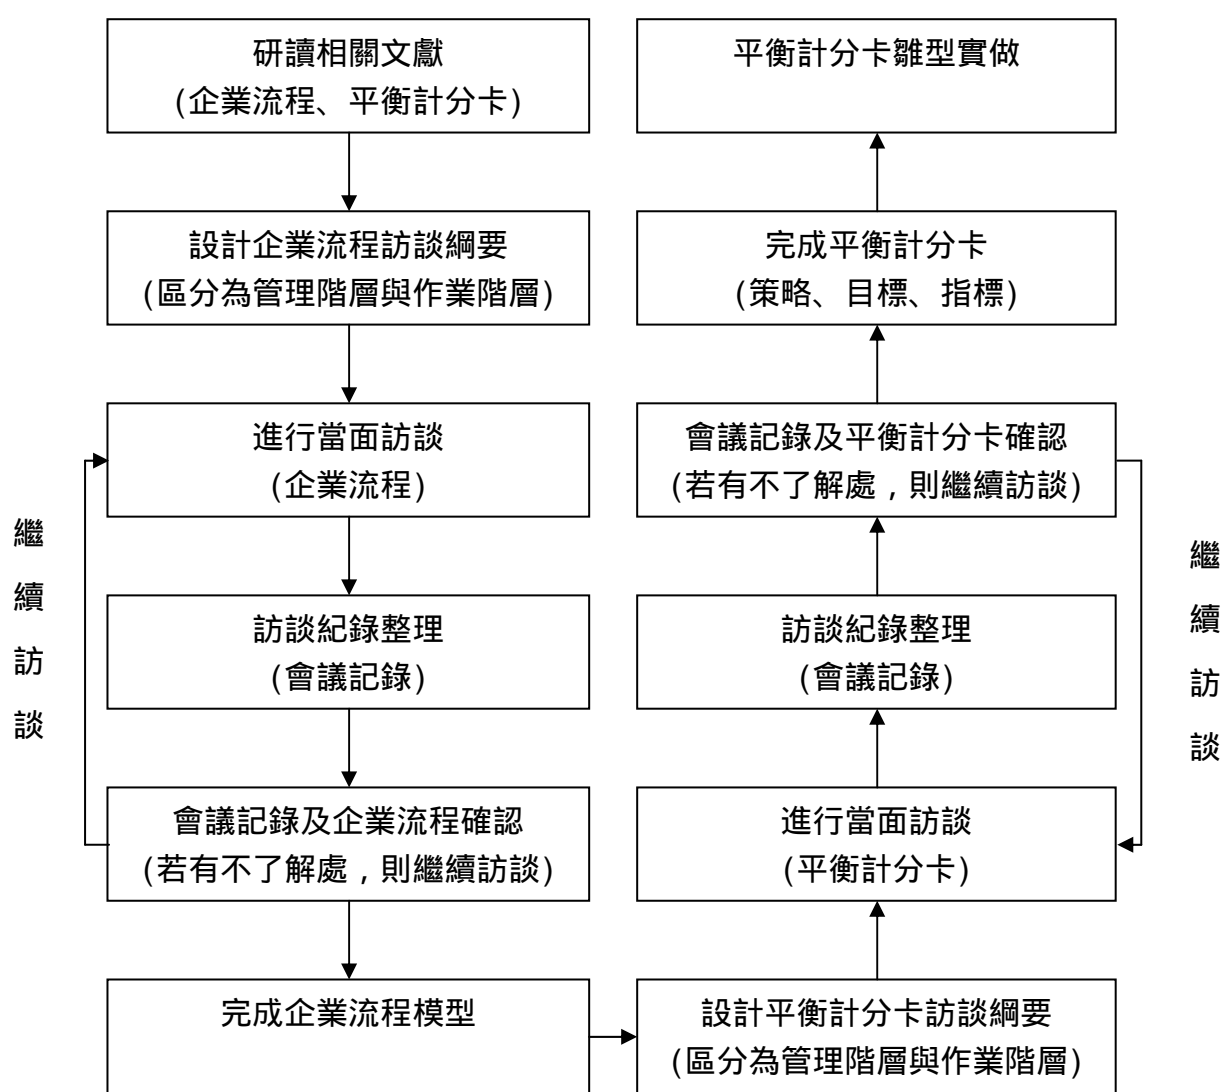 研讀相關文獻
(企業流程、平衡計分卡)
設計企業流程訪談綱要
(區分為管理階層與作業階層)
進行當面訪談
(企業流程)
訪談紀錄整理
(會議記錄)
會議記錄及企業流程確認
(若有不了解處，則繼續訪談)
繼續訪談
完成企業流程模型
設計平衡計分卡訪談綱要
(區分為管理階層與作業階層)
進行當面訪談
(平衡計分卡)
訪談紀錄整理
(會議記錄)
會議記錄及平衡計分卡確認
(若有不了解處，則繼續訪談)
繼續訪談
完成平衡計分卡
(策略、目標、指標)
平衡計分卡雛型實做